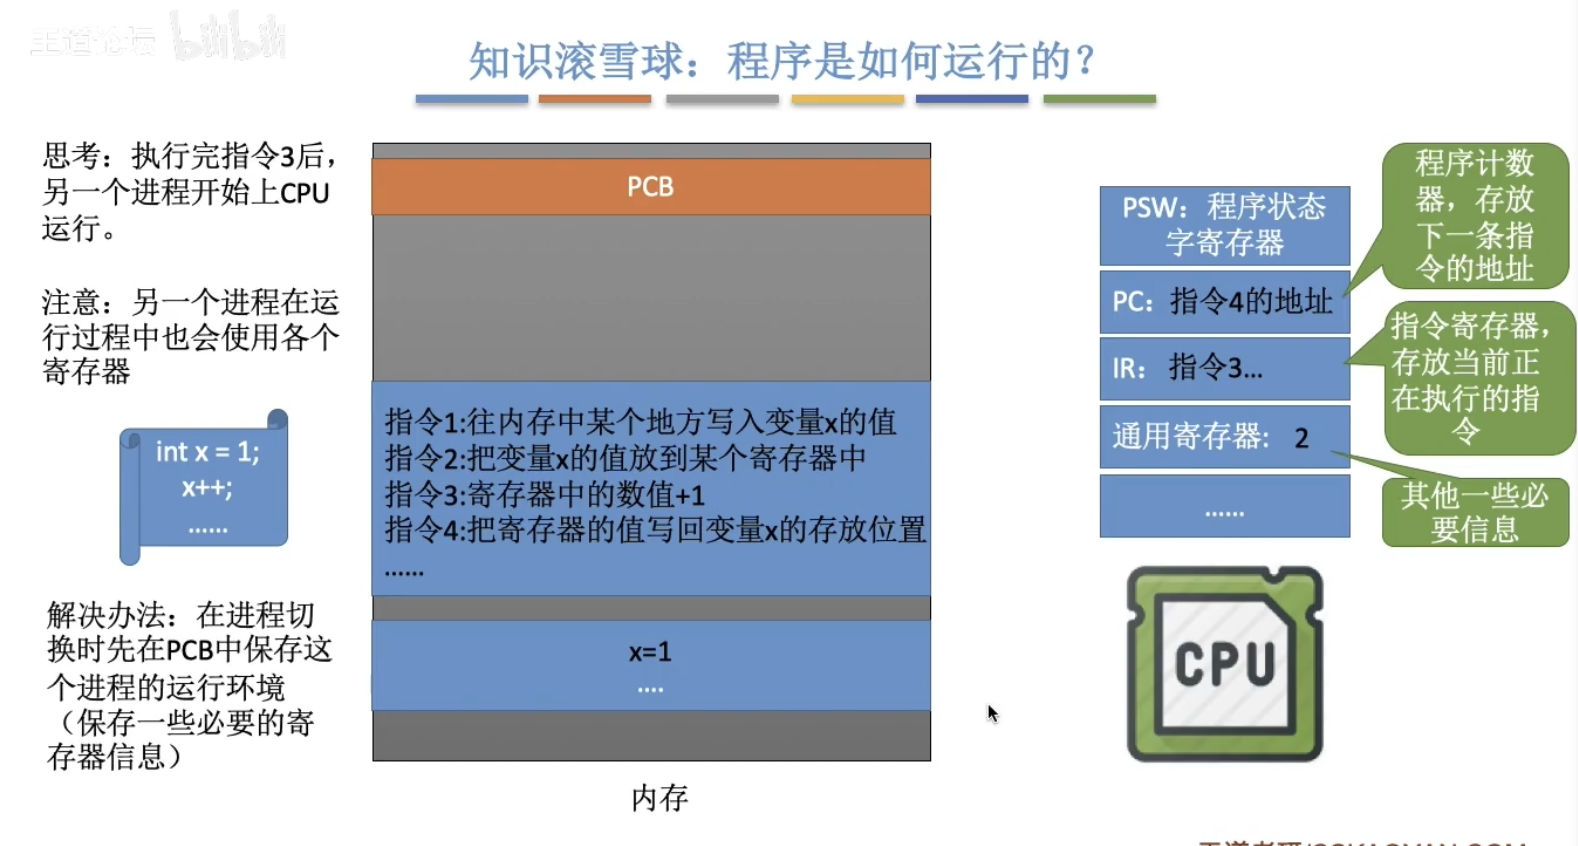 王道论坛 bilibili
知识滚雪球：程序是如何运行的？
思考：执行完指令3后，
另一个进程开始上CPU
运行。
注意：另一个进程在运
行过程中也会使用各个
寄存器
int x = 1;
x++;
……
解决办法：在进程切
换时先在PCB中保存这
个进程的运行环境
（保存一些必要的寄
存器信息）
PCB
指令1:往内存中某个地方写入变量x的值
指令2:把变量x的值放到某个寄存器中
指令3:寄存器中的数值+1
指令4:把寄存器的值写回变量x的存放位置
……
x=1
....
内存
PSW：程序状态
字寄存器
PC：指令4的地址
IR：指令3...
通用寄存器：2
……
程序计数
器，存放
下一条指
令的地址
指令寄存器，
存放当前正
在执行的指
令
其他一些必
要信息
CPU